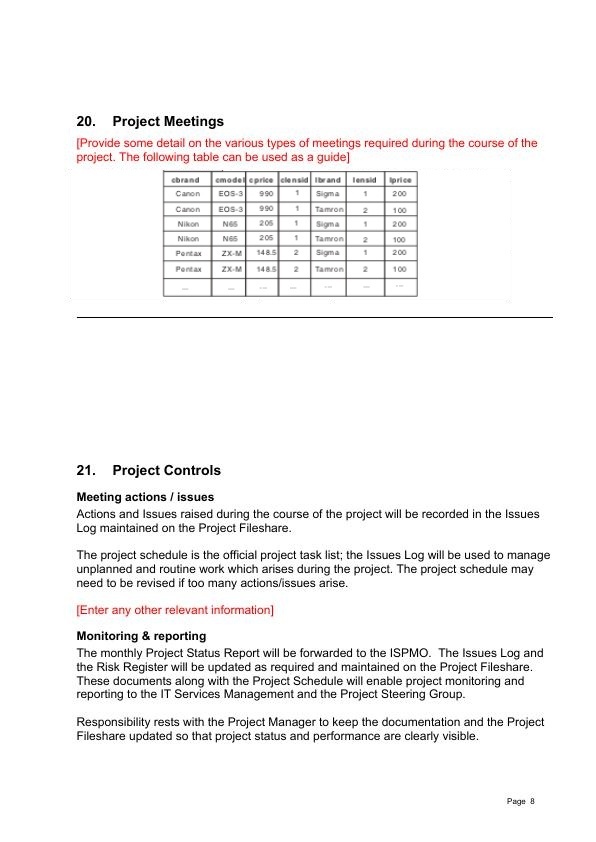 20. Project Meetings
[Provide some detail on the various types of meetings required during the course of the
project. The following table can be used as a guide]
cbrand cmodel cprice clensid lbrand lensid lprice
Canon EOS-3 990 1 Sigma 1 200
Canon EOS-3 990 1 Tamron 2 100
Nikon N65 205 1 Sigma 1 200
Nikon N65 205 1 Tamron 2 100
Pentax ZX-M 148.5 2 Sigma 1 200
Pentax ZX-M 148.5 2 Tamron 2 100
... ... ... ... ... ... ...
21. Project Controls
Meeting actions / issues
Actions and Issues raised during the course of the project will be recorded in the Issues
Log maintained on the Project Fileshare.
The project schedule is the official project task list; the Issues Log will be used to manage
unplanned and routine work which arises during the project. The project schedule may
need to be revised if too many actions/issues arise.
[Enter any other relevant information]
Monitoring & reporting
The monthly Project Status Report will be forwarded to the ISPMO. The Issues Log and
the Risk Register will be updated as required and maintained on the Project Fileshare.
These documents along with the Project Schedule will enable project monitoring and
reporting to the IT Services Management and the Project Steering Group.
Responsibility rests with the Project Manager to keep the documentation and the Project
Fileshare updated so that project status and performance are clearly visible.
Page 8